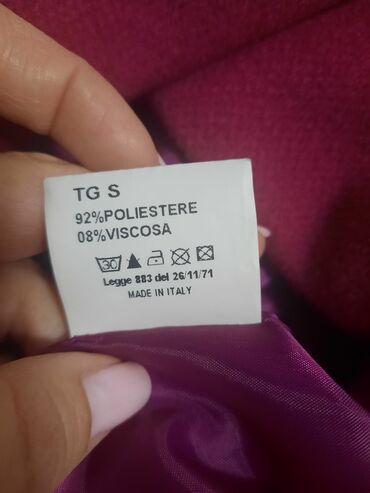 TG S
92%POLIESTERE
08%VISCOSA
30
Legge 883 del 26/11/71
MADE IN ITALY